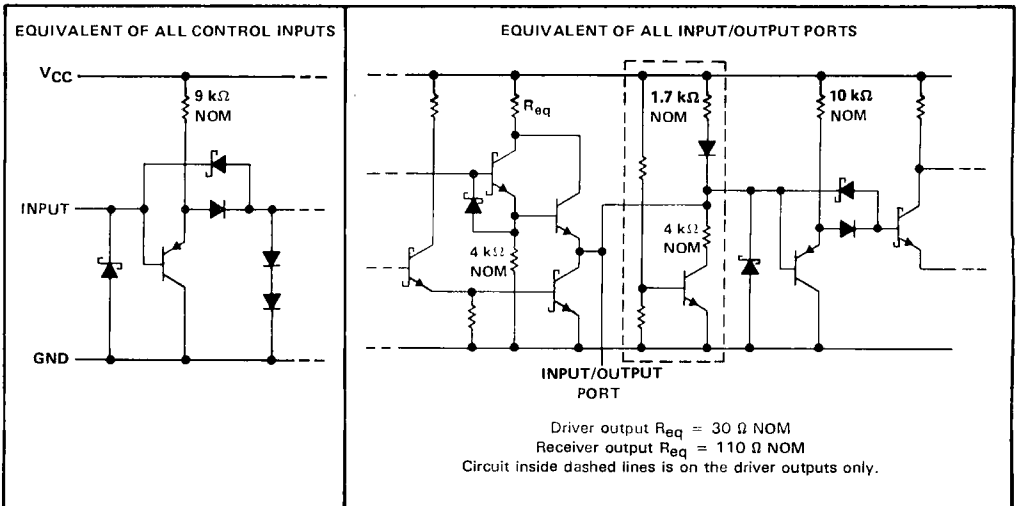 EQUIVALENT OF ALL CONTROL INPUTS
VCC
9 kΩ
NOM
INPUT
GND
EQUIVALENT OF ALL INPUT/OUTPUT PORTS
Req
1.7 kΩ
NOM
10 kΩ
NOM
4 kΩ
NOM
4 kΩ
NOM
INPUT/OUTPUT
PORT
Driver output Req = 30 Ω NOM
Receiver output Req = 110 Ω NOM
Circuit inside dashed lines is on the driver outputs only.